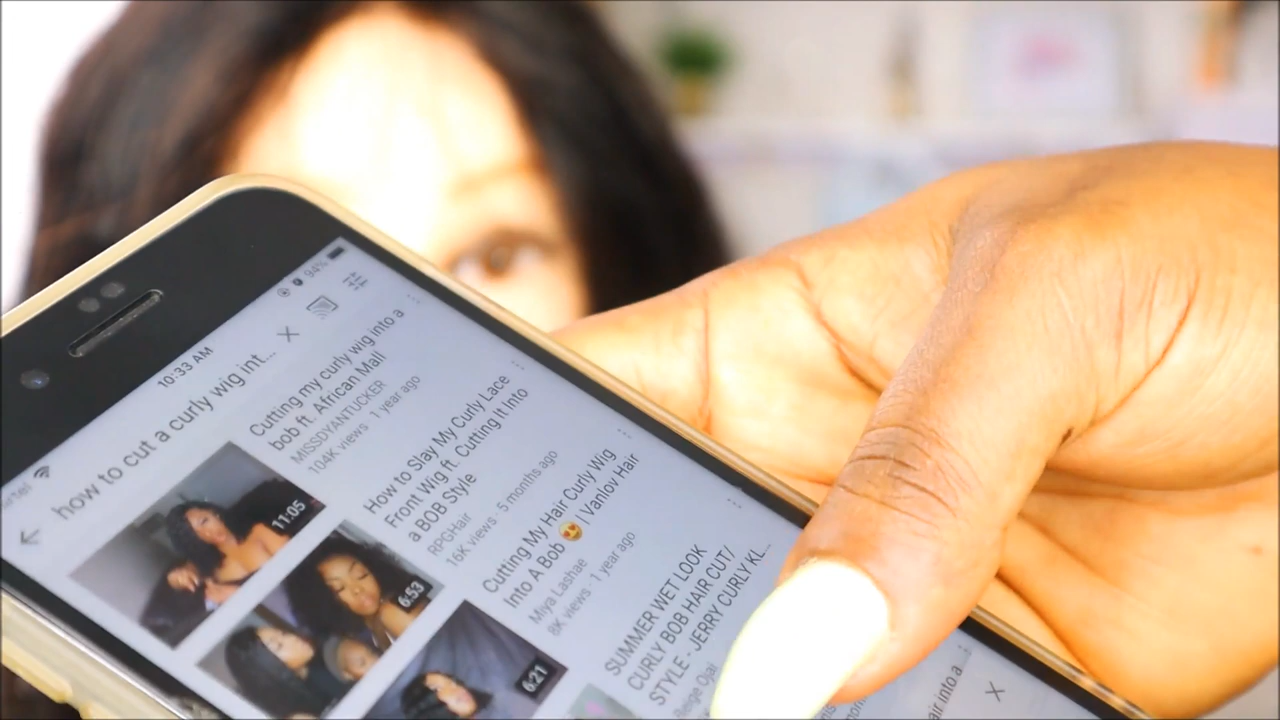 10:33 AM
94%
how to cut a curly wig int...
Cutting my curly wig into a
bob ft. African Mall
MISSDYANTUCKER
104K views · 1 year ago
11:05
How to Slay My Curly Lace
Front Wig ft. Cutting It Into
a BOB Style
RPGHair
16K views · 5 months ago
6:53
Cutting My Hair Curly Wig
Into A Bob 😍 | Vanlov Hair
Miya Lashae
8K views · 1 year ago
6:21
SUMMER WET LOOK
CURLY BOB HAIR CUT/
STYLE - JERRY CURLY KL...
hair into a